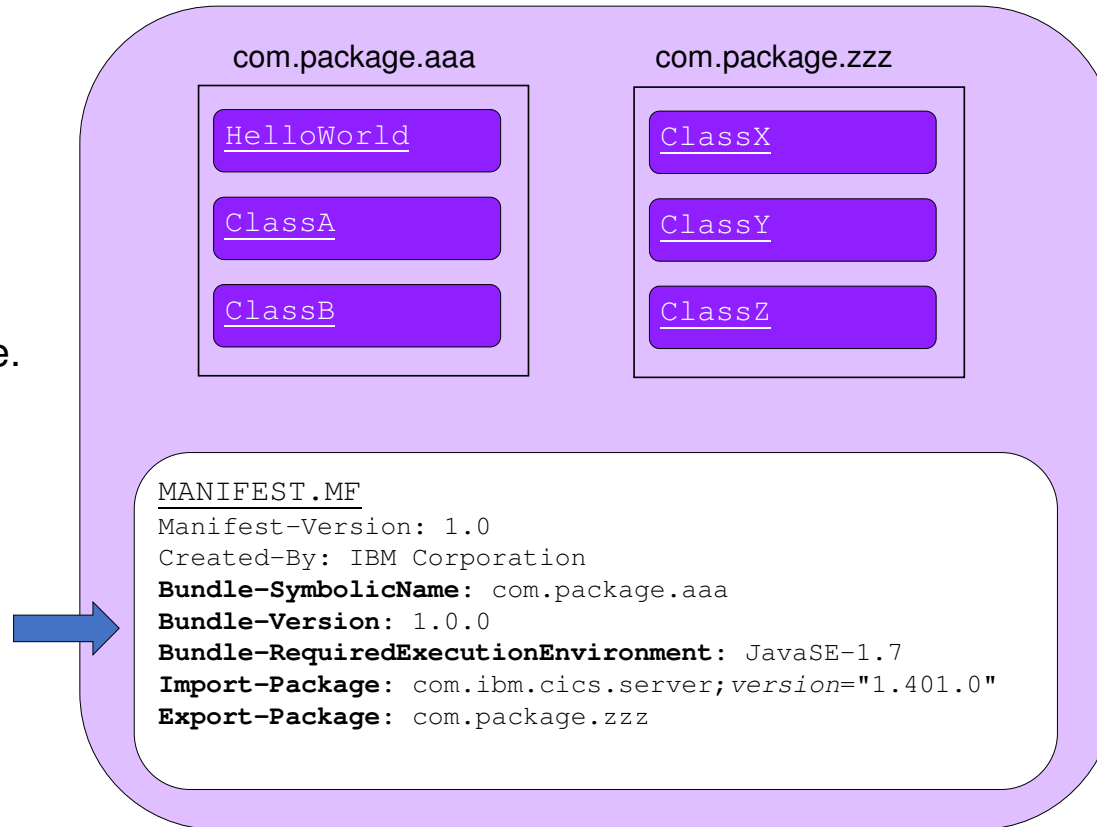 com.package.aaa
com.package.zzz
HelloWorld
ClassA
ClassB
ClassX
ClassY
ClassZ
e.
MANIFEST.MF
Manifest-Version: 1.0
Created-By: IBM Corporation
Bundle-SymbolicName: com.package.aaa
Bundle-Version: 1.0.0
Bundle-RequiredExecutionEnvironment: JavaSE-1.7
Import-Package: com.ibm.cics.server;version="1.401.0"
Export-Package: com.package.zzz